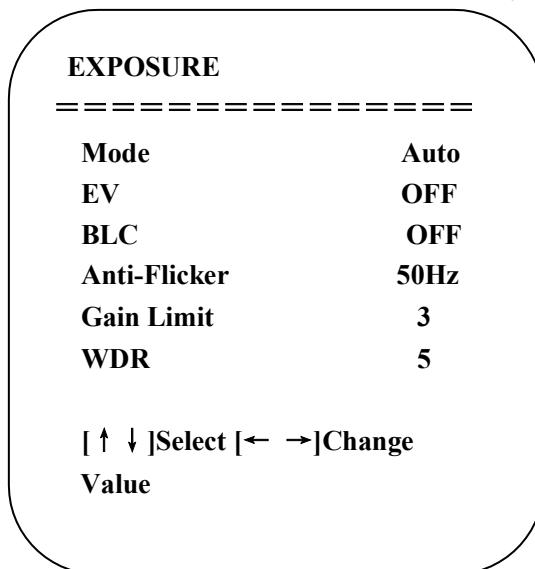 EXPOSURE
================
Mode Auto
EV OFF
BLC OFF
Anti-Flicker 50Hz
Gain Limit 3
WDR 5
[↑ ↓]Select [← →]Change
Value